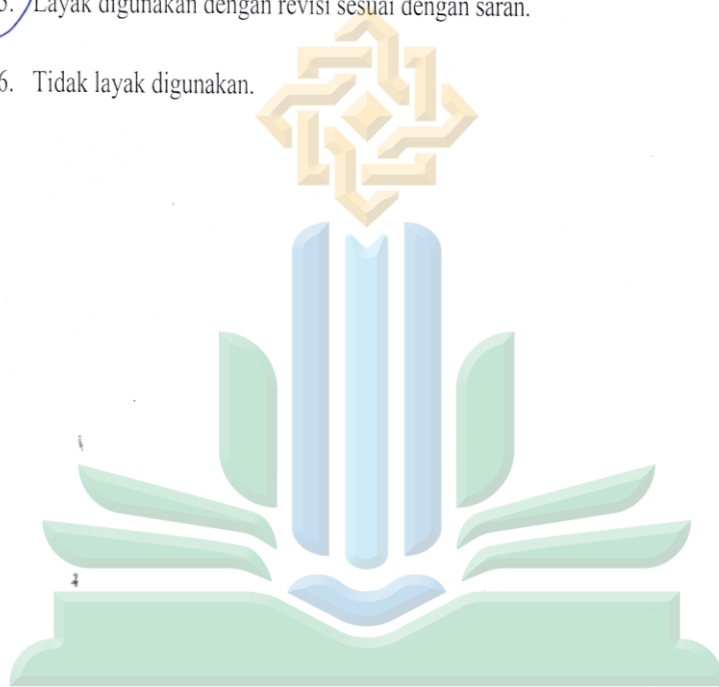 5. Layak digunakan dengan revisi sesuai dengan saran.
6. Tidak layak digunakan.